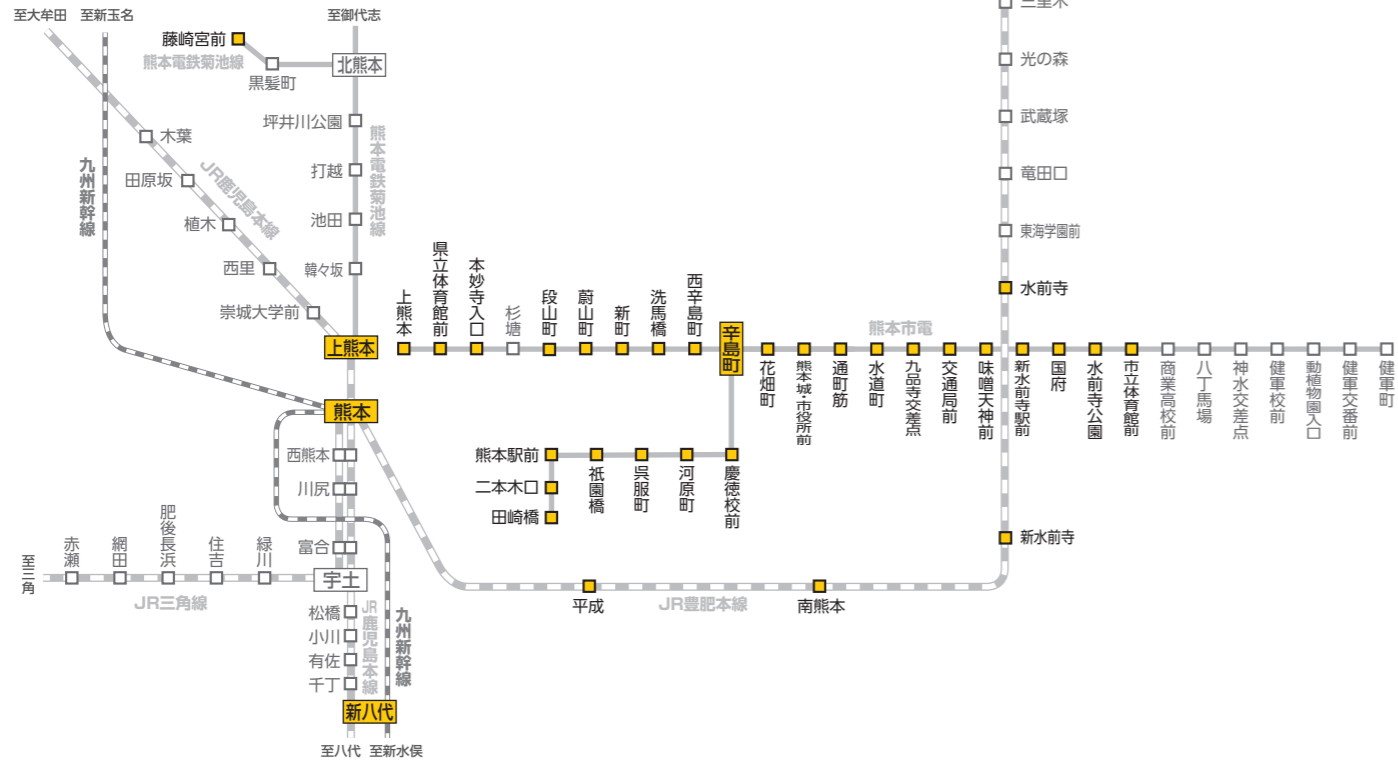 至大牟田
至新玉名
至御代志
三里木
藤崎宮前
熊本電鉄菊池線
黒髪町
北熊本
光の森
坪井川公園
武蔵塚
木葉
熊本電鉄菊池線
九州新幹線
JR鹿児島本線
打越
竜田口
田原坂
池田
植木
東海学園前
西里
韓々坂
水前寺
崇城大学前
上熊本
上熊本
県立体育館前
本妙寺入口
杉塘
段山町
蔚山町
新町
洗馬橋
西辛島町
辛島町
熊本市電
花畑町
熊本城・市役所前
通町筋
水道町
九品寺交差点
交通局前
味噌天神前
新水前寺駅前
国府
水前寺公園
市立体育館前
商業高校前
八丁馬場
神水交差点
健軍校前
動植物園入口
健軍交番前
健軍町
熊本
西熊本
川尻
富合
熊本駅前
二本木口
田崎橋
祇園橋
呉服町
河原町
慶徳校前
新水前寺
至三角
赤瀬
網田
肥後長浜
住吉
緑川
宇土
JR三角線
平成
JR豊肥本線
南熊本
松橋
小川
有佐
千丁
JR鹿児島本線
九州新幹線
新八代
至八代
至新水俣